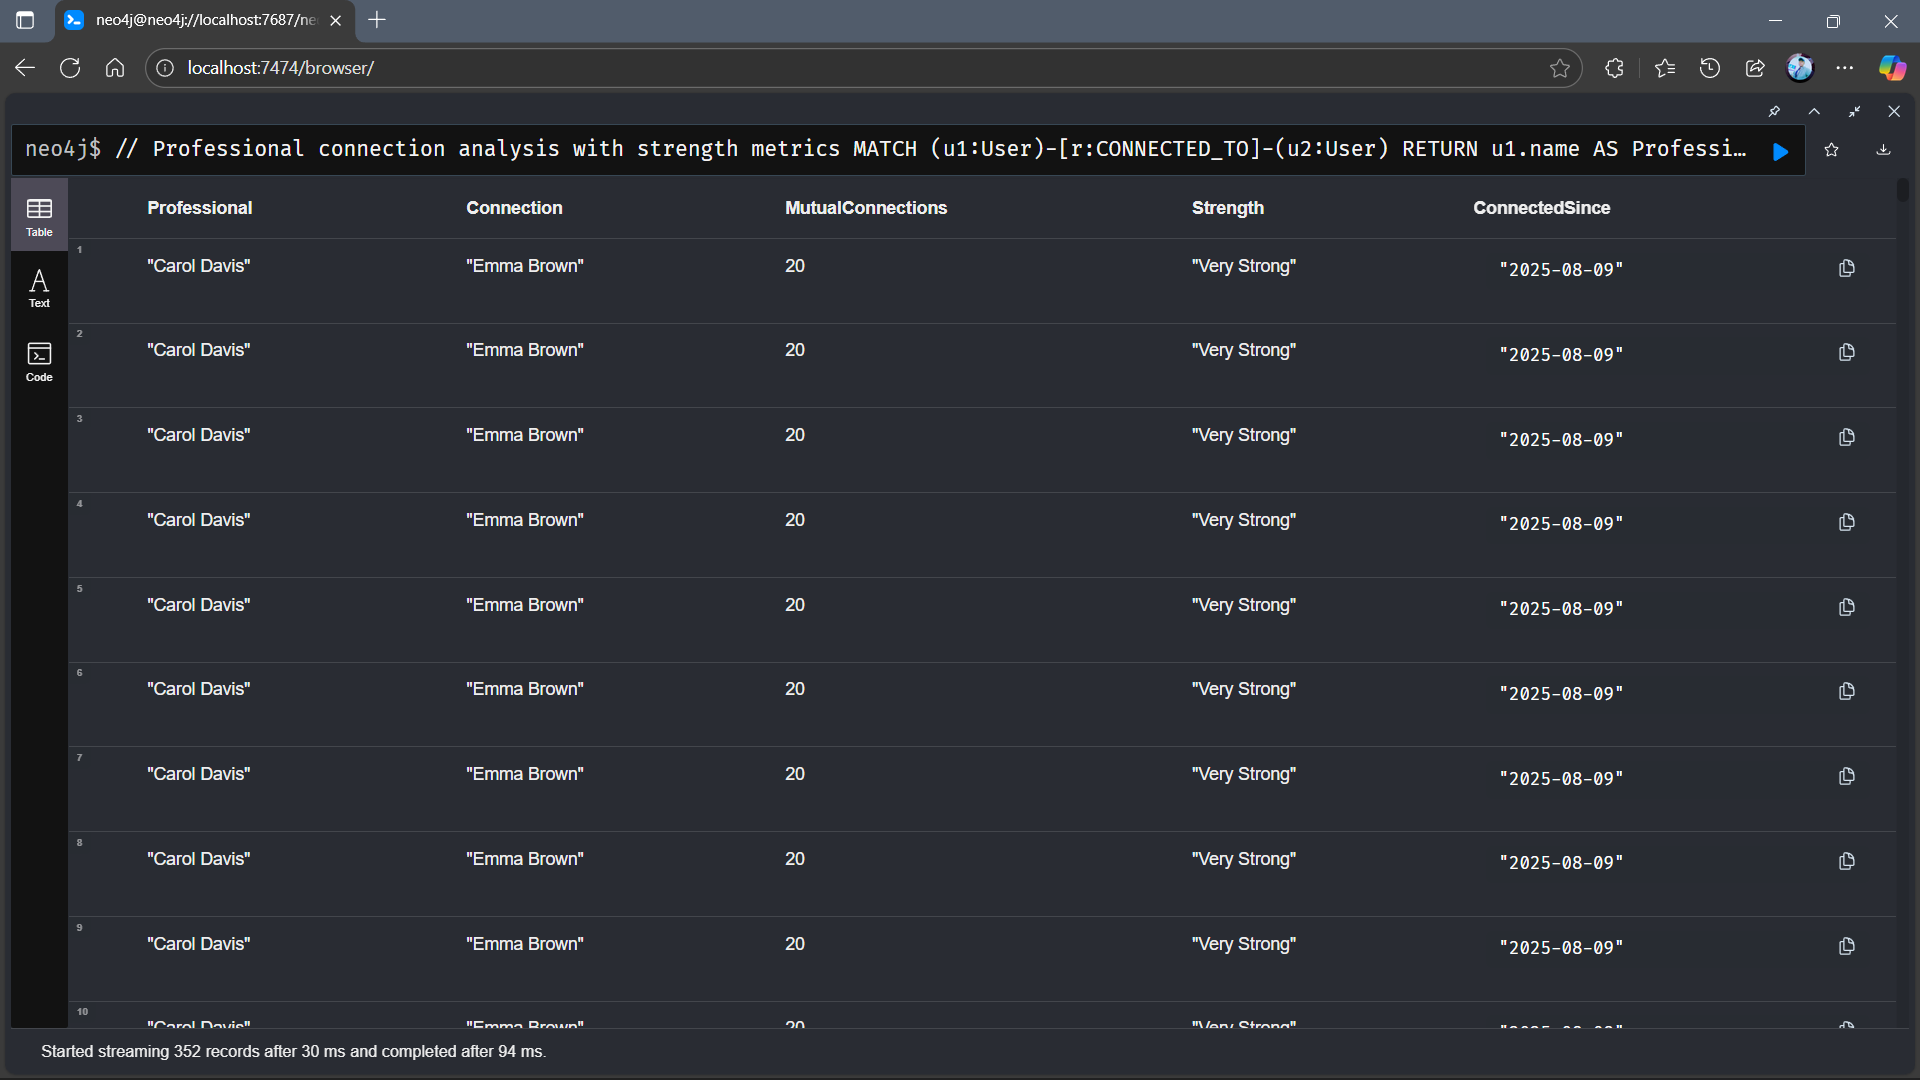 neo4j@neo4j://localhost:7687/ne
localhost:7474/browser/
neo4j$ // Professional connection analysis with strength metrics MATCH (u1:User)-[r:CONNECTED_TO]-(u2:User) RETURN u1.name AS Professi…
Table
Text
Code
Professional Connection MutualConnections Strength ConnectedSince
1 "Carol Davis" "Emma Brown" 20 "Very Strong" "2025-08-09"
2 "Carol Davis" "Emma Brown" 20 "Very Strong" "2025-08-09"
3 "Carol Davis" "Emma Brown" 20 "Very Strong" "2025-08-09"
4 "Carol Davis" "Emma Brown" 20 "Very Strong" "2025-08-09"
5 "Carol Davis" "Emma Brown" 20 "Very Strong" "2025-08-09"
6 "Carol Davis" "Emma Brown" 20 "Very Strong" "2025-08-09"
7 "Carol Davis" "Emma Brown" 20 "Very Strong" "2025-08-09"
8 "Carol Davis" "Emma Brown" 20 "Very Strong" "2025-08-09"
9 "Carol Davis" "Emma Brown" 20 "Very Strong" "2025-08-09"
10 "Carol Davis" "Emma Brown" 20 "Very Strong"
Started streaming 352 records after 30 ms and completed after 94 ms.